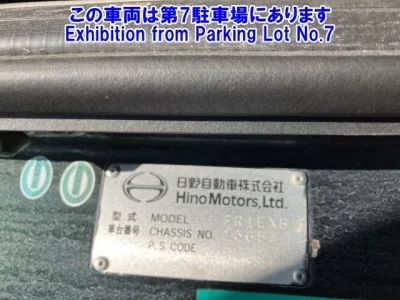 この車両は第7駐車場にあります
Exhibition from Parking Lot No.7
日野自動車株式会社
Hino Motors, Ltd.
型式 MODEL
車台番号 CHASSIS NO.
P.S. CODE